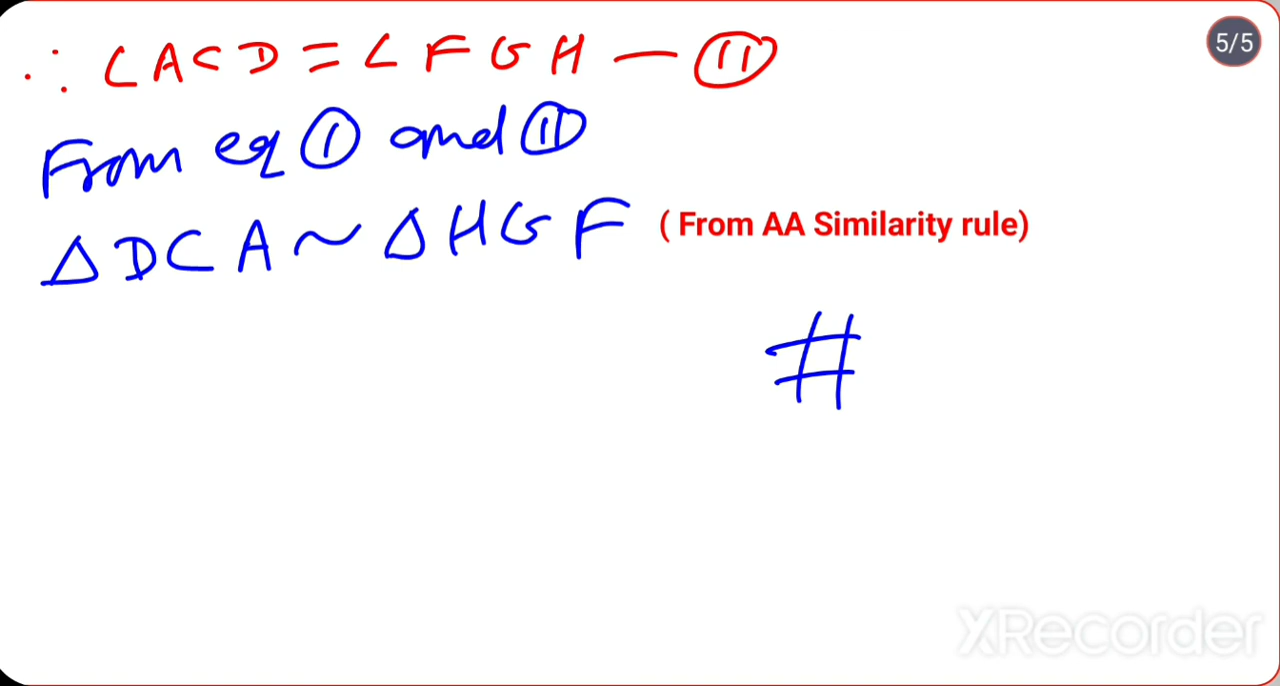 ∴ ∠ACD = ∠FGH — (II)
5/5
From eq (I) and (II)
△DCA ~ △HGF ( From AA Similarity rule)
#
XRecorder